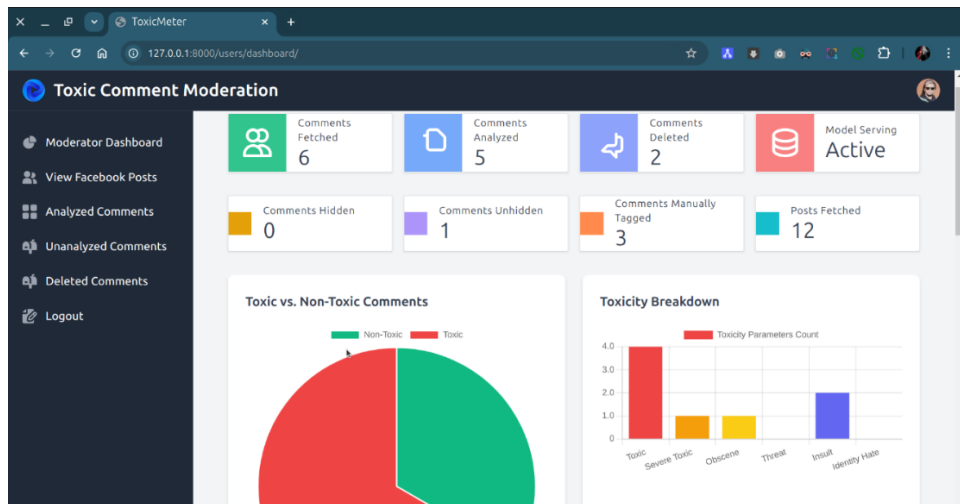 ToxicMeter
127.0.0.1:8000/users/dashboard/
Toxic Comment Moderation
Moderator Dashboard
View Facebook Posts
Analyzed Comments
Unanalyzed Comments
Deleted Comments
Logout
Comments
Fetched
6
Comments
Analyzed
5
Comments
Deleted
2
Model Serving
Active
Comments Hidden
0
Comments Unhidden
1
Comments Manually
Tagged
3
Posts Fetched
12
Toxic vs. Non-Toxic Comments
Non-Toxic
Toxic
Toxicity Breakdown
Toxicity Parameters Count
4.0
3.0
2.0
1.0
0
Toxic
Severe Toxic
Obscene
Threat
Insult
Identity Hate